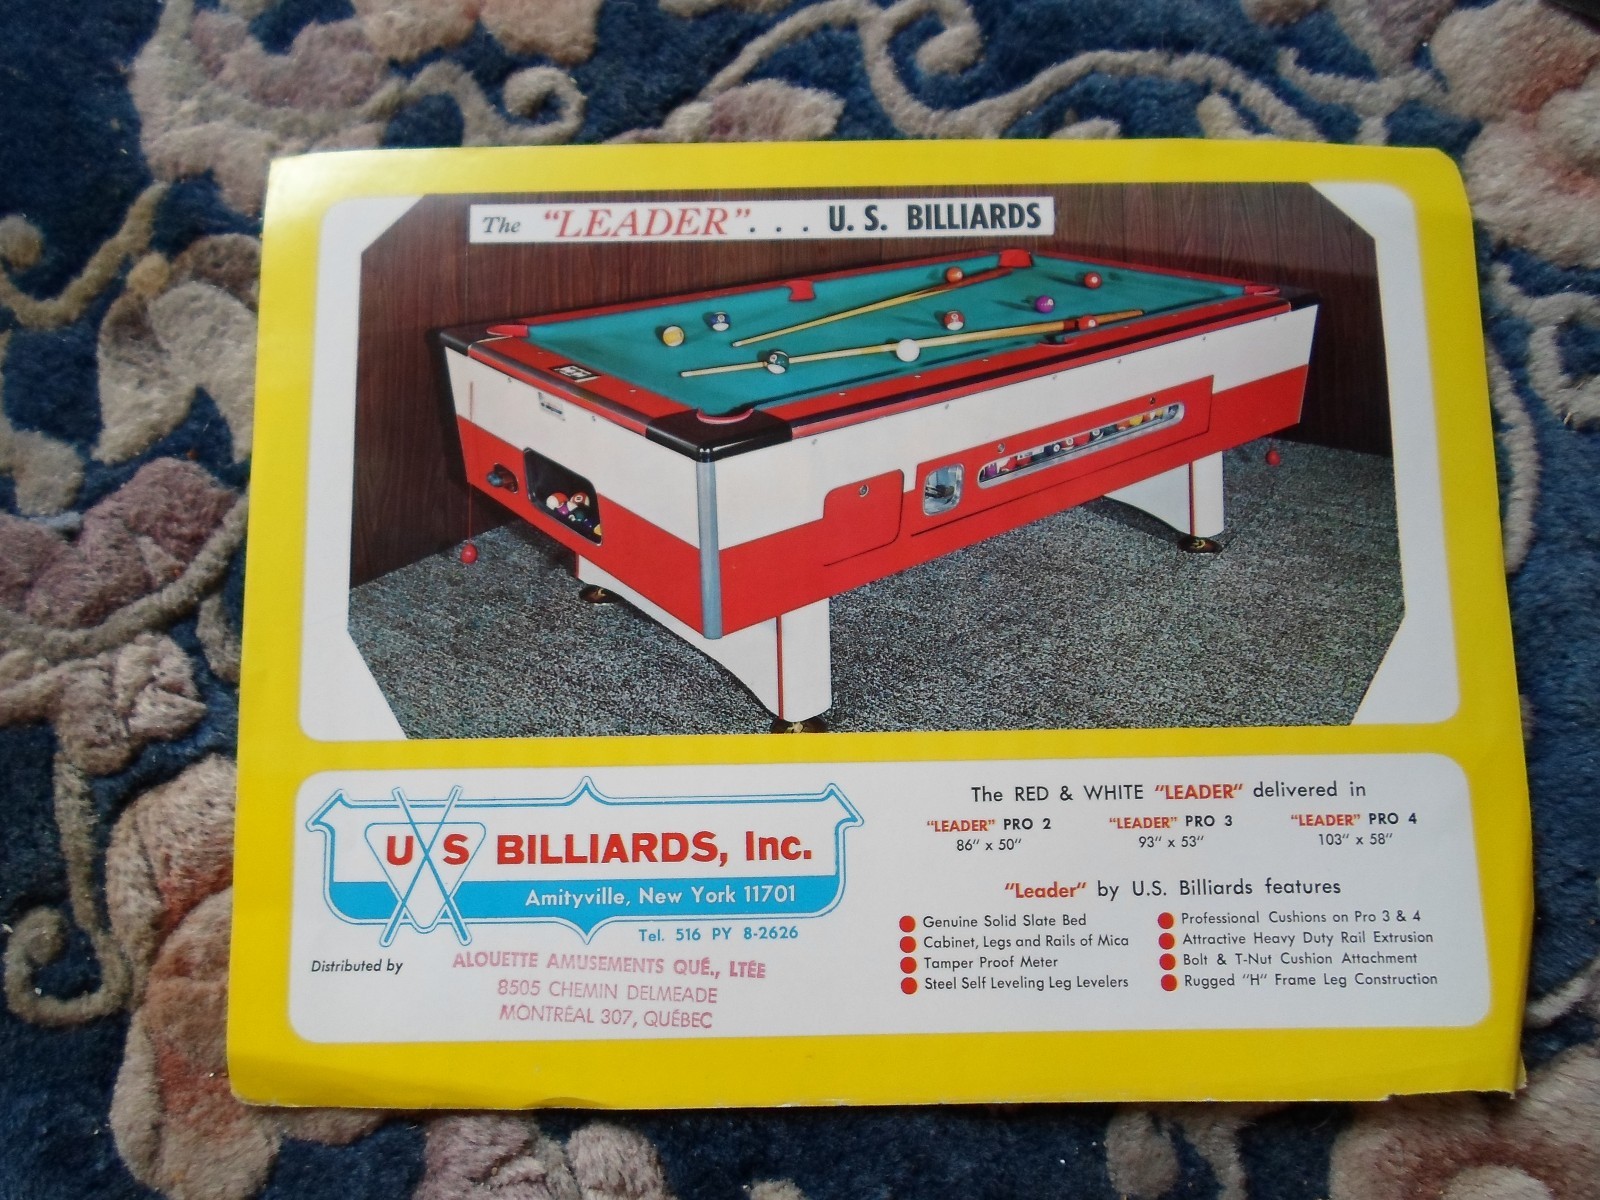 The "LEADER" . . . U. S. BILLIARDS
U S BILLIARDS, Inc.
Amityville, New York 11701
Tel. 516 PY 8-2626
Distributed by
ALOUETTE AMUSEMENTS QUÉ., LTÉE
8505 CHEMIN DELMEADE
MONTRÉAL 307, QUÉBEC
The RED & WHITE "LEADER" delivered in
"LEADER" PRO 2 "LEADER" PRO 3 "LEADER" PRO 4
86" x 50" 93" x 53" 103" x 58"
"Leader" by U.S. Billiards features
Genuine Solid Slate Bed
Cabinet, Legs and Rails of Mica
Tamper Proof Meter
Steel Self Leveling Leg Levelers
Professional Cushions on Pro 3 & 4
Attractive Heavy Duty Rail Extrusion
Bolt & T-Nut Cushion Attachment
Rugged "H" Frame Leg Construction